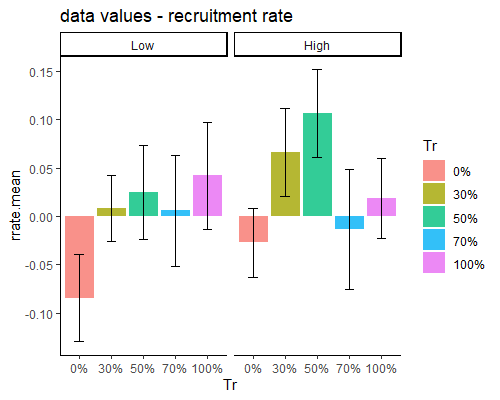 data values - recruitment rate
Low
High
rrate.mean
0.15
0.10
0.05
0.00
-0.05
-0.10
0% 30% 50% 70% 100%
0% 30% 50% 70% 100%
Tr
Tr
0%
30%
50%
70%
100%